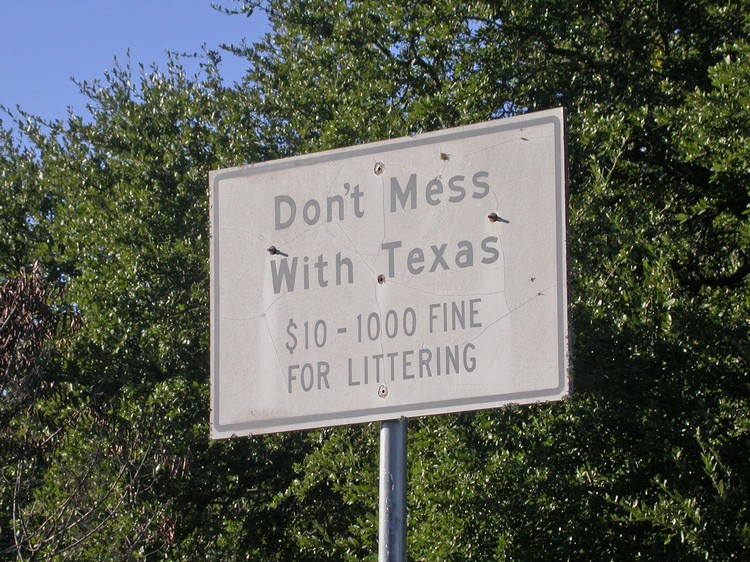 Don't Mess
With Texas
$10 - 1000 FINE
FOR LITTERING